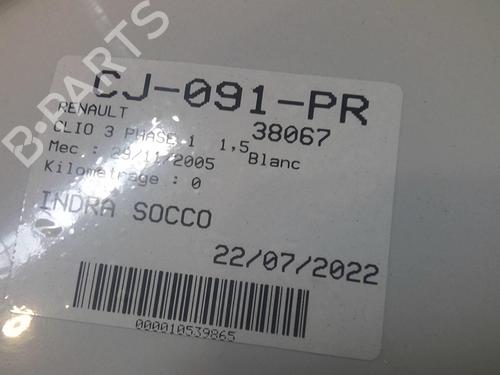 CJ-091-PR
RENAULT 38067
CLIO 3 PHASE 1 1,5
Mec : 29/11/2005 Blanc
Kilometrage : 0
INDRA SOCCO
22/07/2022
000010539865
B-PARTS